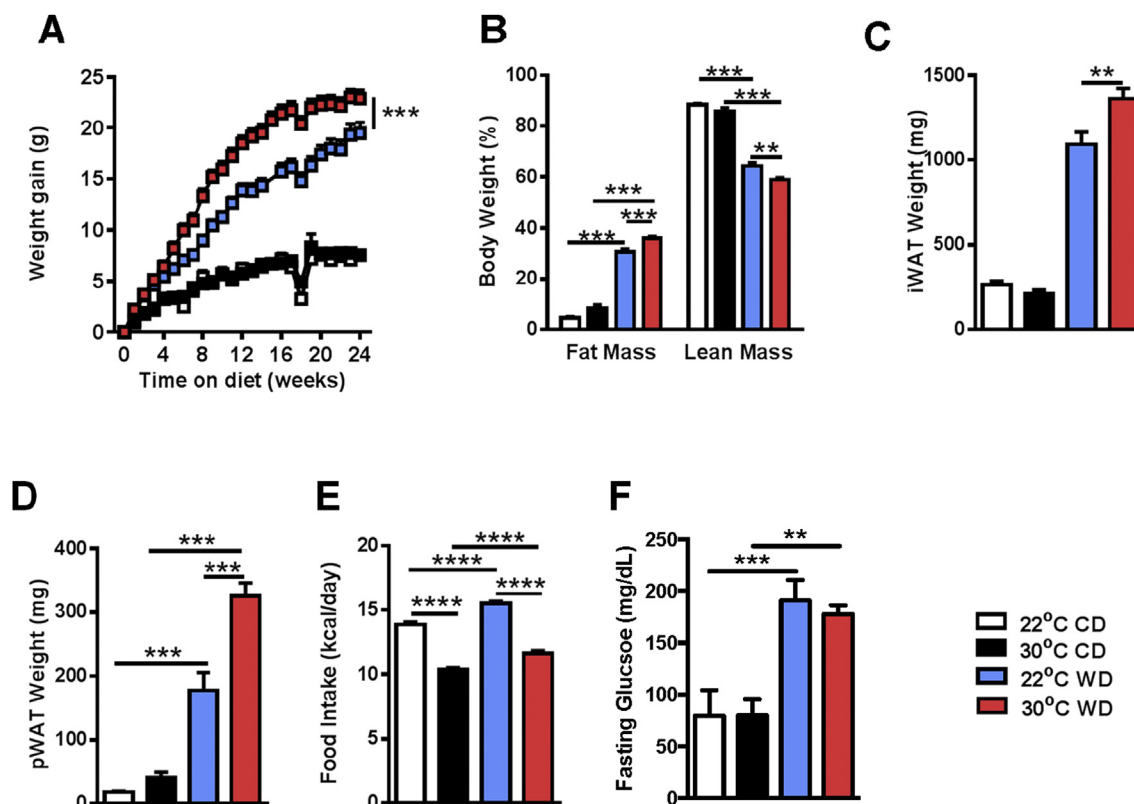 A
Weight gain (g)
25
20
15
10
5
0
0 4 8 12 16 20 24
Time on diet (weeks)
***
B
Body Weight (%)
100
80
60
40
20
0
***
***
***
***
***
**
Fat Mass Lean Mass
C
iWAT Weight (mg)
1500
1000
500
0
**
D
pWAT Weight (mg)
400
300
200
100
0
***
***
***
E
Food Intake (kcal/day)
20
15
10
5
0
****
****
****
****
F
Fasting Glucsoe (mg/dL)
250
200
150
100
50
0
**
***
22°C CD
30°C CD
22°C WD
30°C WD